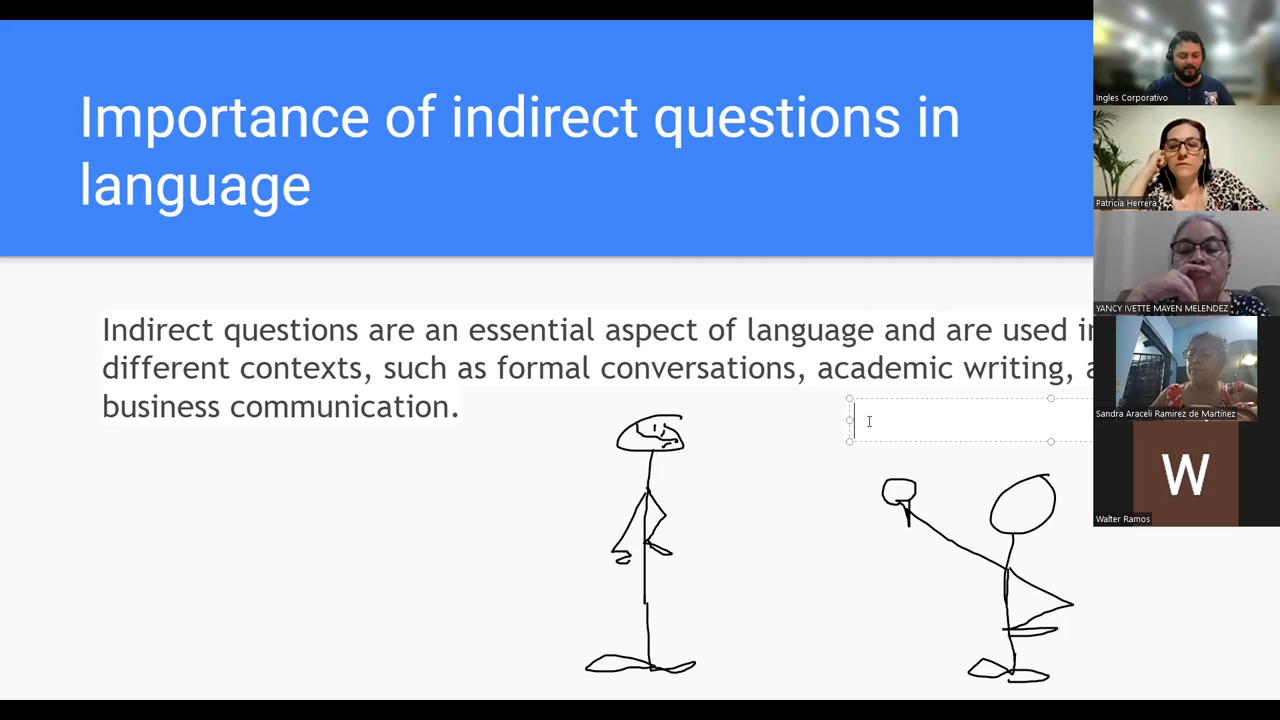 Importance of indirect questions in
language
Indirect questions are an essential aspect of language and are used in
different contexts, such as formal conversations, academic writing, a
business communication.
Ingles Corporativo
Patricia Herrera
YANCY IVETTE MAYEN MELENDEZ
Sandra Araceli Ramirez de Martínez
W
Walter Ramos